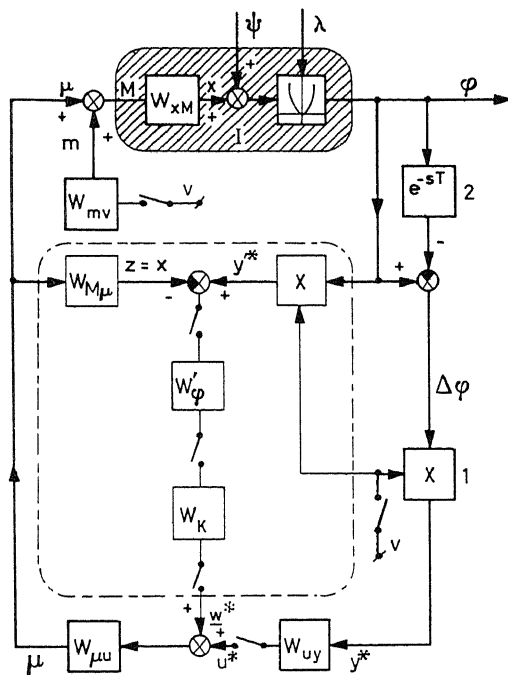 ψ λ
μ M W_xM x φ
+ + + +
m I
W_mv v e^-sT 2
-
W_Mμ z = x y'* X +
- +
W'_φ Δφ
W_K X 1
v
+ w*/+
W_μu u* W_uy y*
μ